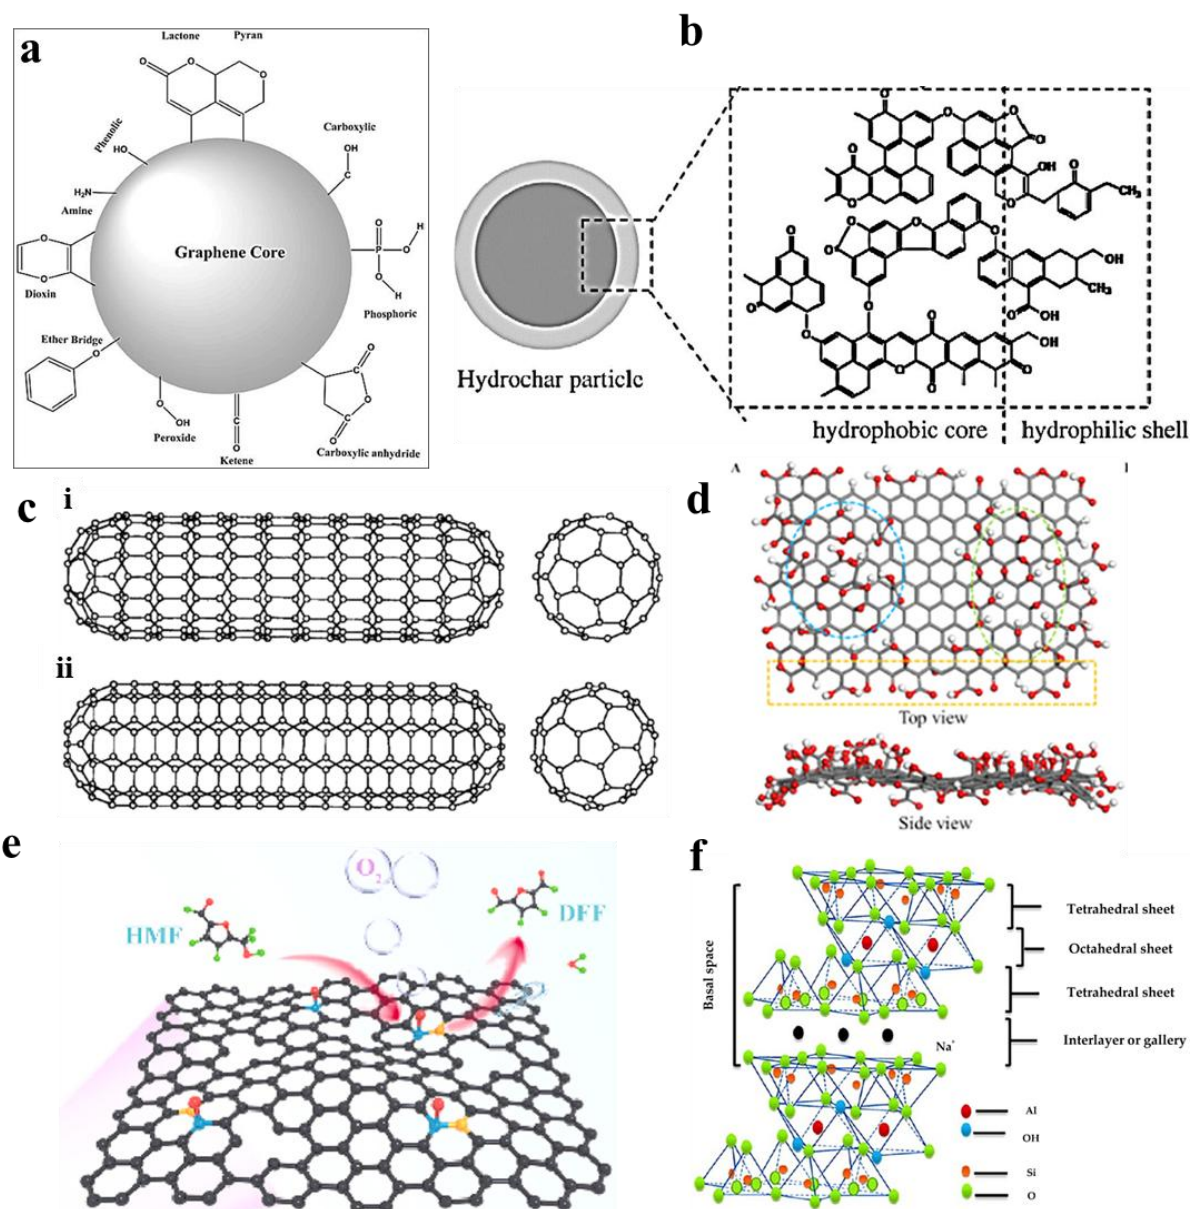 a
Lactone
Pyran
O
O
O
Phenolic
HO
Carboxylic
OH
C
H₂N
Amine
Graphene Core
O
P
O
H
O
H
Phosphoric
O
O
Dioxin
Ether Bridge
O
O
OH
Peroxide
C
O
Ketene
O
C
O
C
O
Carboxylic anhydride
b
Hydrochar particle
O
O
O
O
O
O
OH
O
O
CH₃
O
O
O
O
O
OH
CH₃
O
OH
O
O
O
O
O
O
OH
O
O
O
hydrophobic core
hydrophilic shell
c
i
ii
d
A
Top view
Side view
e
O₂
HMF
DFF
f
Basal space
Tetrahedral sheet
Octahedral sheet
Tetrahedral sheet
Interlayer or gallery
Na⁺
Al
OH
Si
O